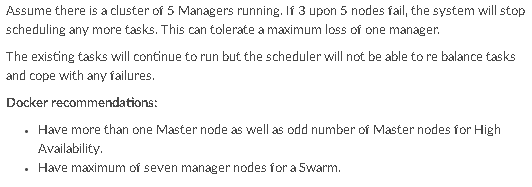 Assume there is a cluster of 5 Managers running. If 3 upon 5 nodes fail, the system will stop
scheduling any more tasks. This can tolerate a maximum loss of one manager.
The existing tasks will continue to run but the scheduler will not be able to re balance tasks
and cope with any failures.
Docker recommendations:
• Have more than one Master node as well as odd number of Master nodes for High
Availability.
• Have maximum of seven manager nodes for a Swarm.